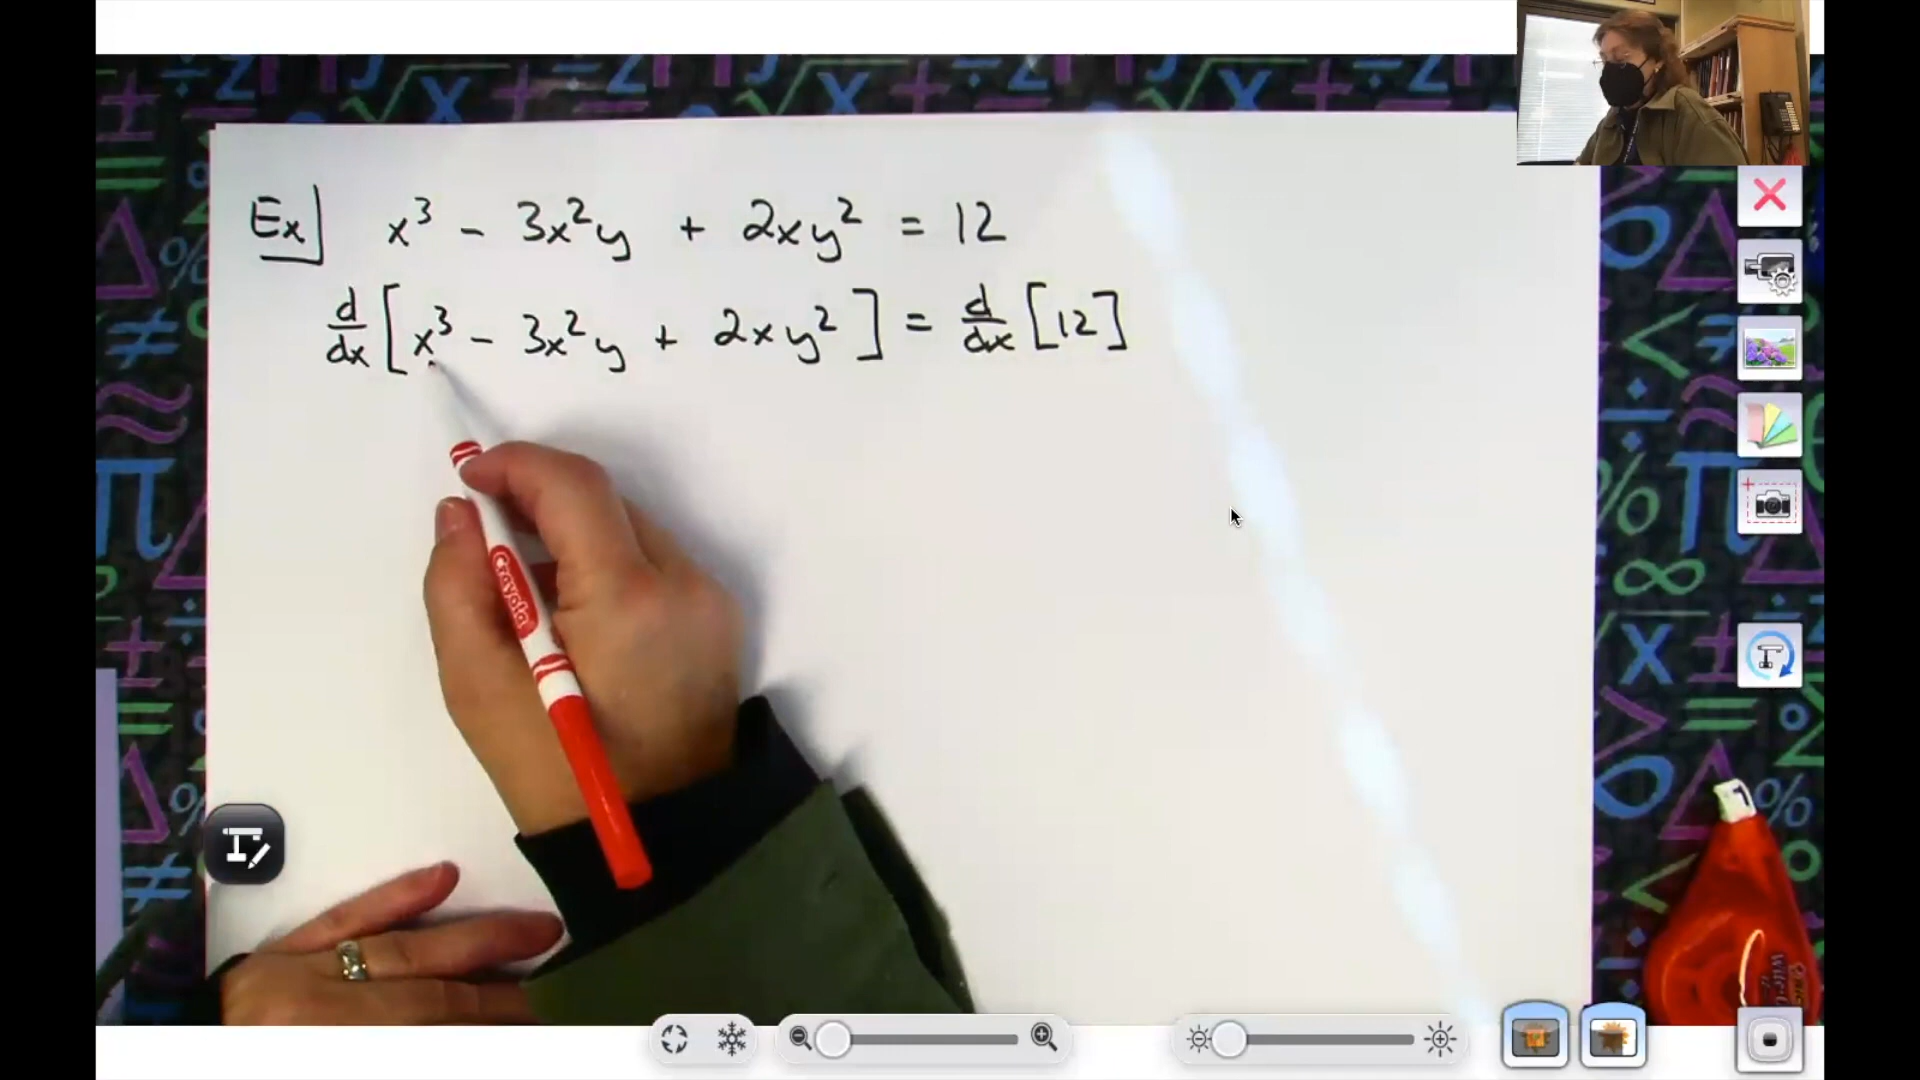 Ex] x³ - 3x²y + 2xy² = 12
d/dx [x³ - 3x²y + 2xy²] = d/dx [12]
Crayola